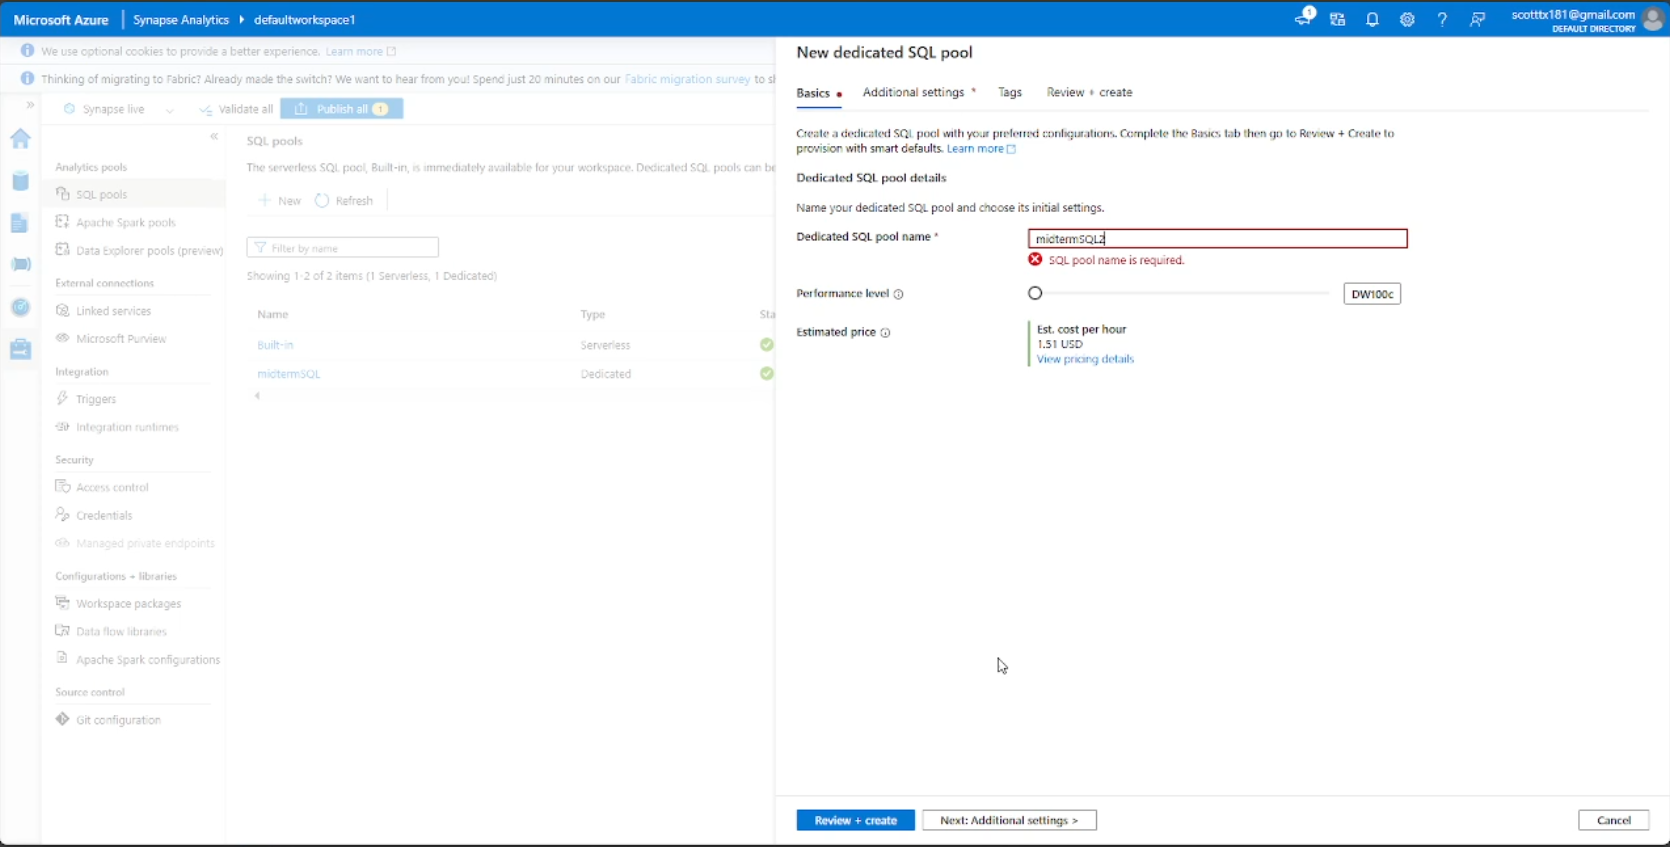 Microsoft Azure
Synapse Analytics
defaultworkspace1
1
scotttx181@gmail.com
DEFAULT DIRECTORY
We use optional cookies to provide a better experience. Learn more
Thinking of migrating to Fabric? Already made the switch? We want to hear from you! Spend just 20 minutes on our Fabric migration survey to sh
Synapse live
Validate all
Publish all 1
Analytics pools
SQL pools
Apache Spark pools
Data Explorer pools (preview)
External connections
Linked services
Microsoft Purview
Integration
Triggers
Integration runtimes
Security
Access control
Credentials
Managed private endpoints
Configurations + libraries
Workspace packages
Data flow libraries
Apache Spark configurations
Source control
Git configuration
SQL pools
The serverless SQL pool, Built-in, is immediately available for your workspace. Dedicated SQL pools can be
New
Refresh
Filter by name
Showing 1-2 of 2 items (1 Serverless, 1 Dedicated)
Name Type Sta
Built-in Serverless
midtermSQL Dedicated
New dedicated SQL pool
Basics
Additional settings *
Tags
Review + create
Create a dedicated SQL pool with your preferred configurations. Complete the Basics tab then go to Review + Create to
provision with smart defaults. Learn more
Dedicated SQL pool details
Name your dedicated SQL pool and choose its initial settings.
Dedicated SQL pool name *
midtermSQL2
SQL pool name is required.
Performance level
DW100c
Estimated price
Est. cost per hour
1.51 USD
View pricing details
Review + create
Next: Additional settings >
Cancel